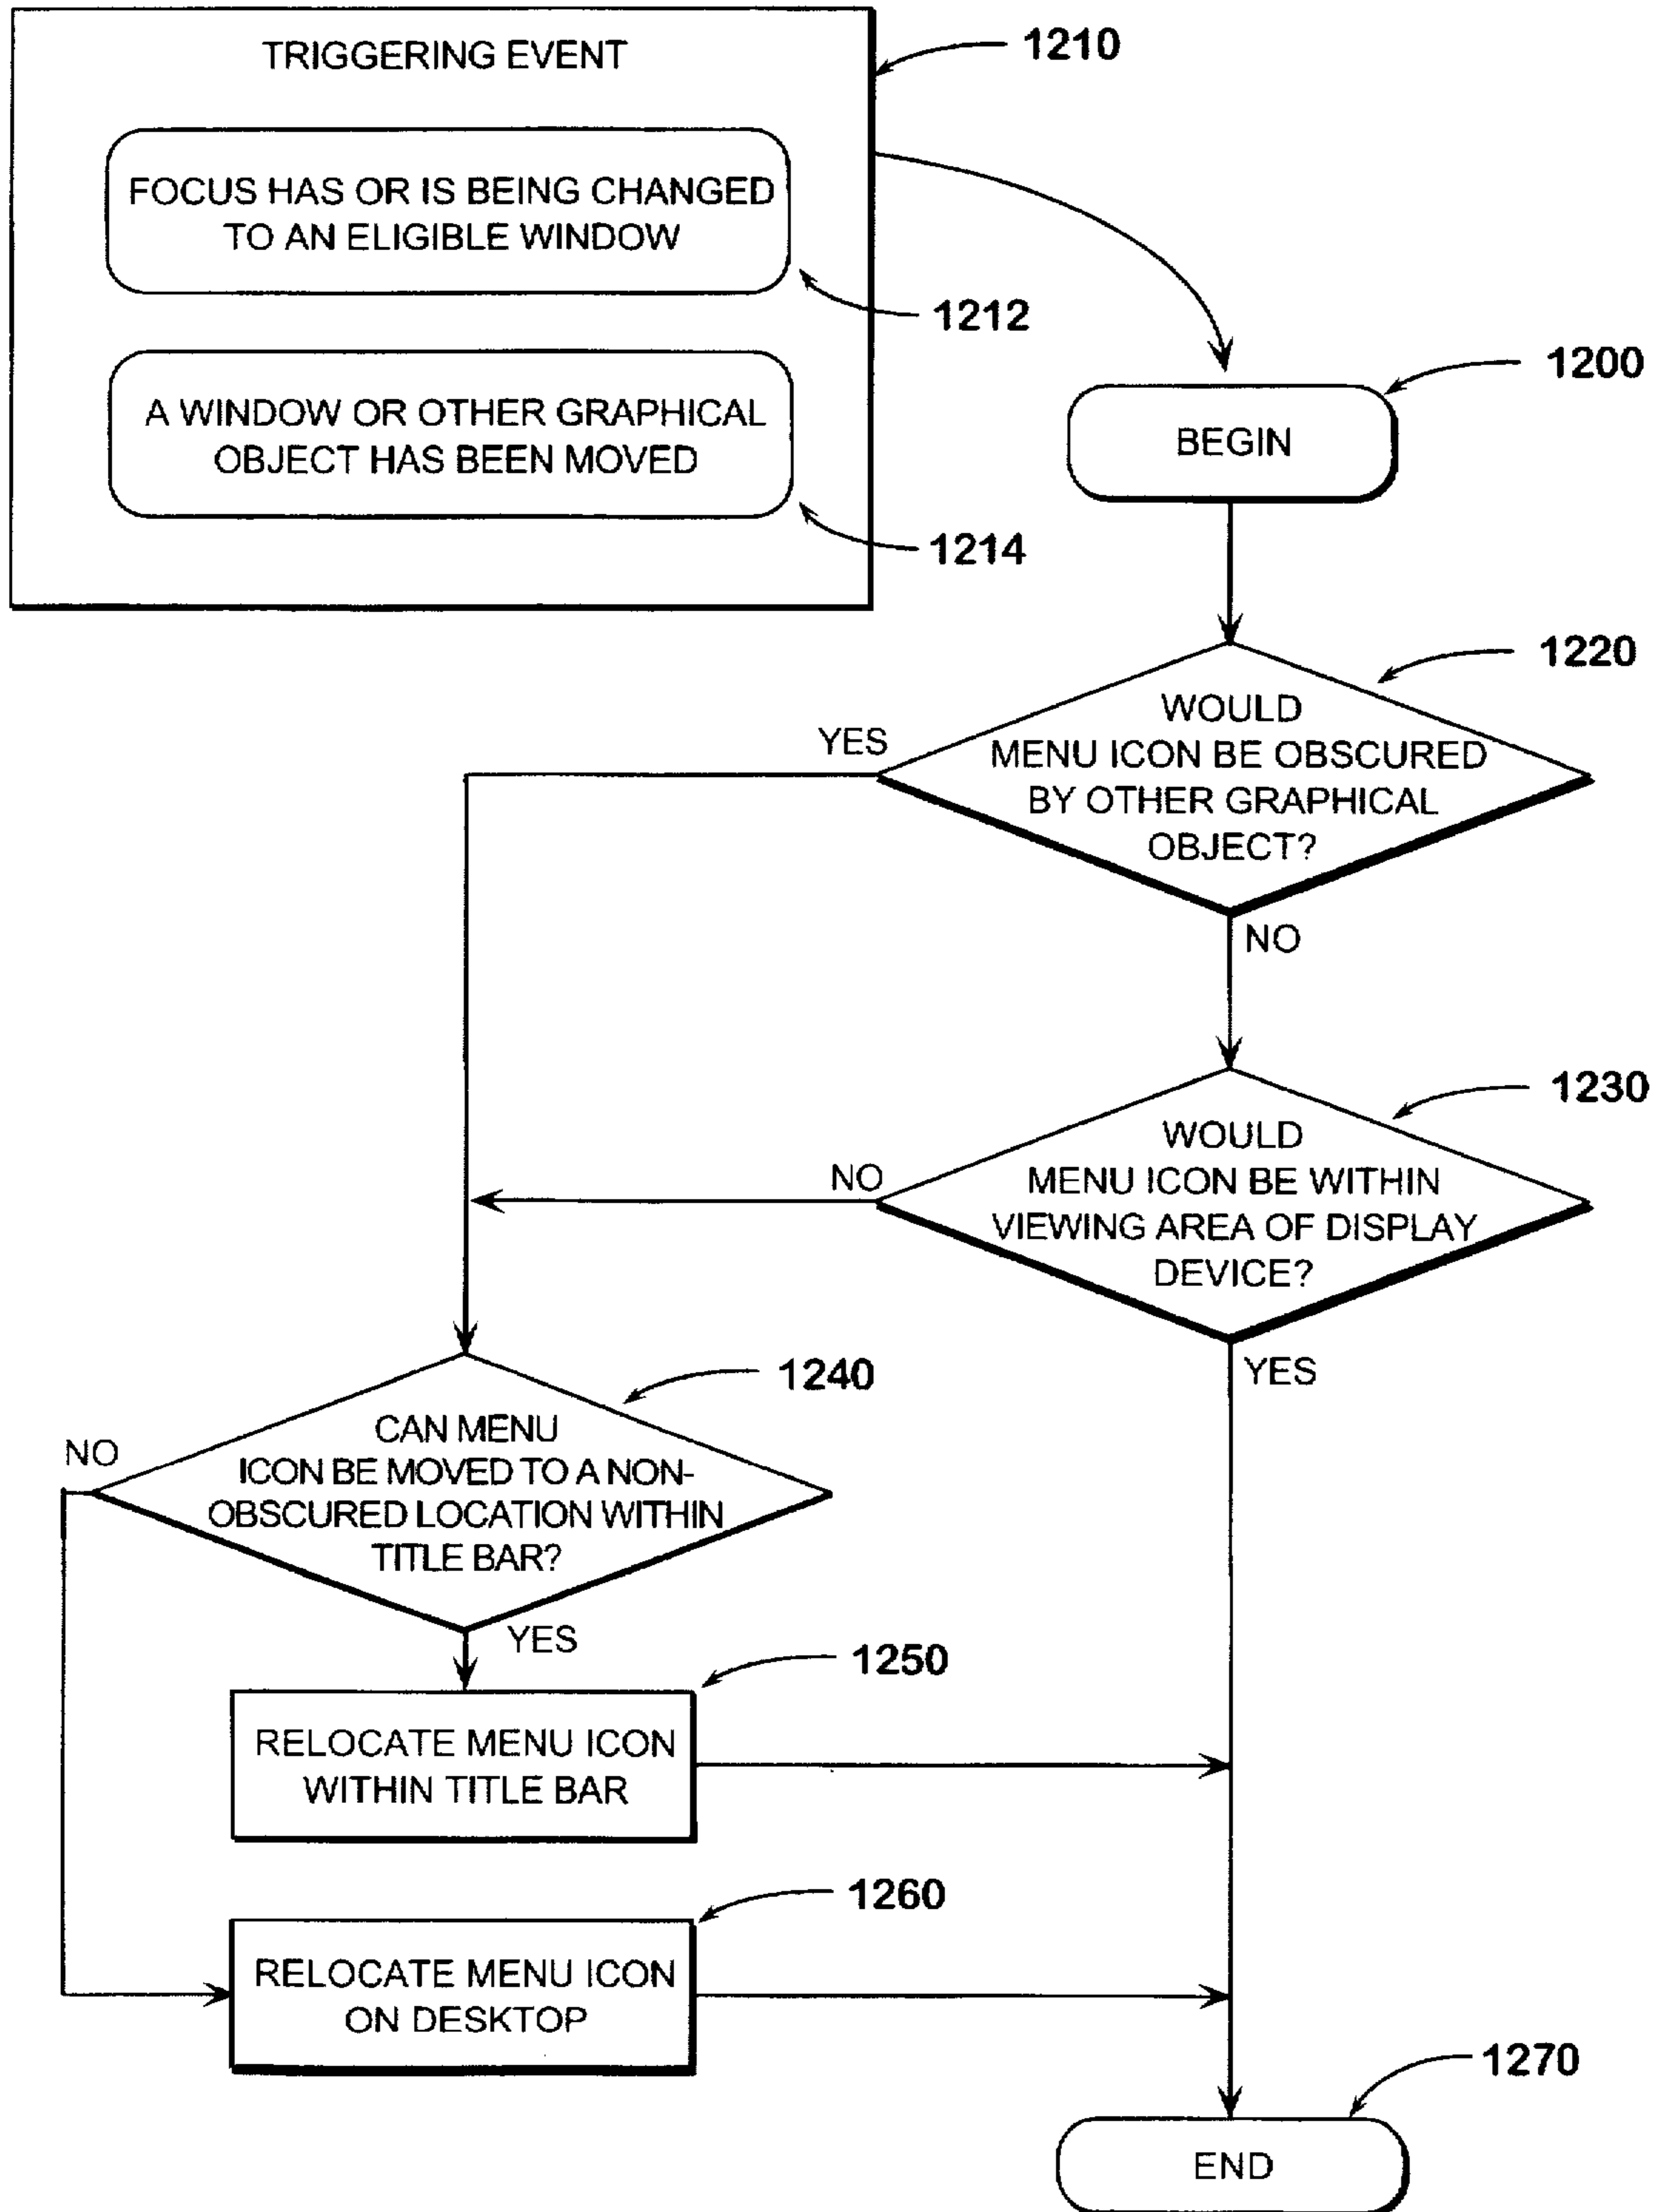 TRIGGERING EVENT
1210
FOCUS HAS OR IS BEING CHANGED
TO AN ELIGIBLE WINDOW
1212
A WINDOW OR OTHER GRAPHICAL
OBJECT HAS BEEN MOVED
1214
1200
BEGIN
1220
WOULD
MENU ICON BE OBSCURED
BY OTHER GRAPHICAL
OBJECT?
YES
NO
1230
WOULD
MENU ICON BE WITHIN
VIEWING AREA OF DISPLAY
DEVICE?
NO
YES
1240
CAN MENU
ICON BE MOVED TO A NON-
OBSCURED LOCATION WITHIN
TITLE BAR?
NO
YES
1250
RELOCATE MENU ICON
WITHIN TITLE BAR
1260
RELOCATE MENU ICON
ON DESKTOP
1270
END